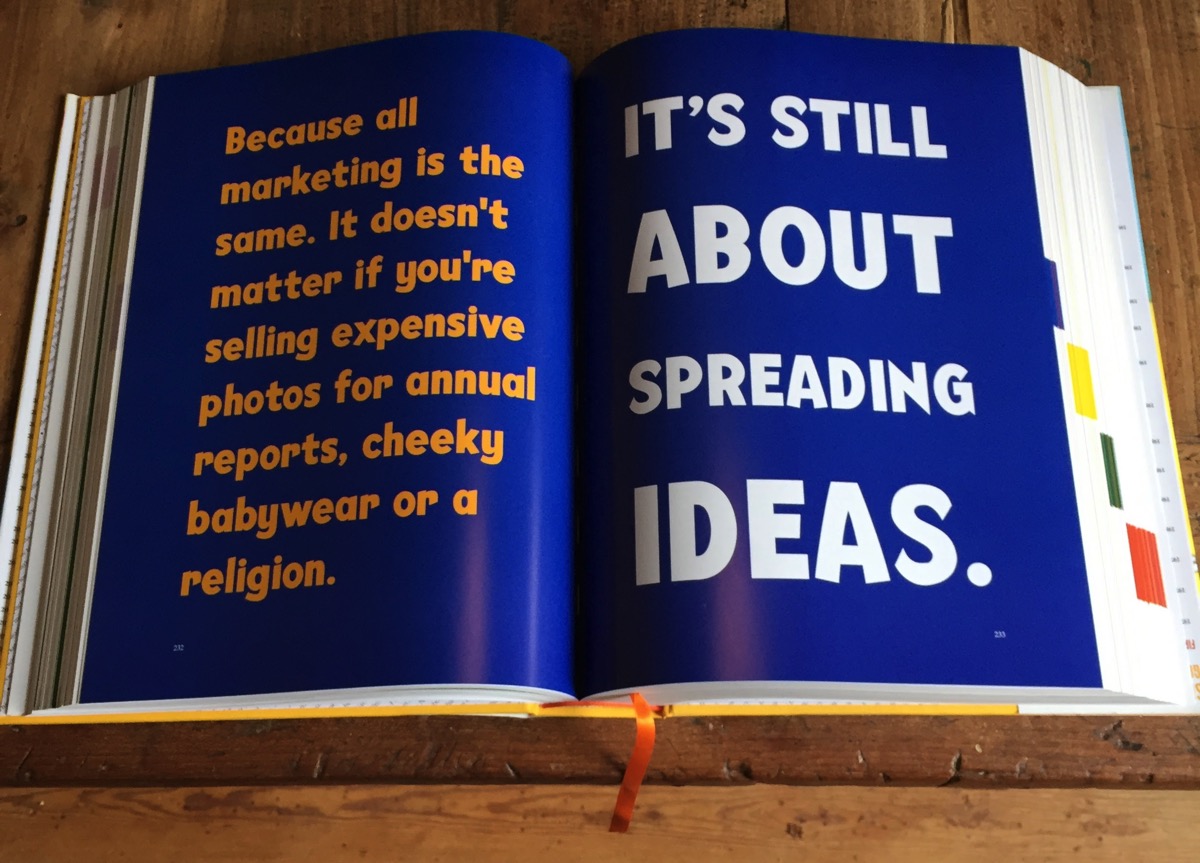 Because all
marketing is the
same. It doesn't
matter if you're
selling expensive
photos for annual
reports, cheeky
babywear or a
religion.
232
IT’S STILL
ABOUT
SPREADING
IDEAS.
233